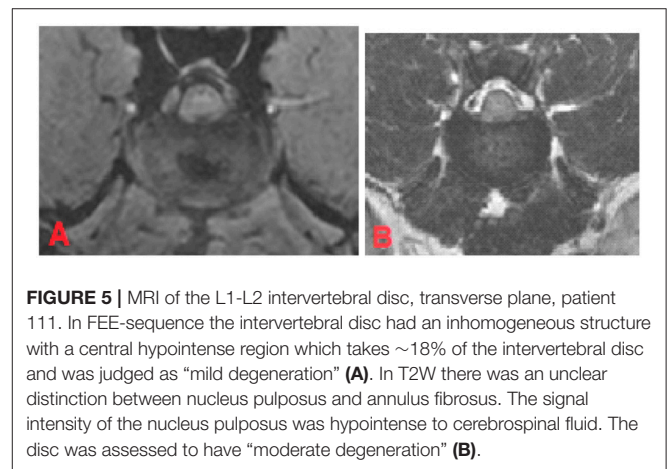 A
B
FIGURE 5 | MRI of the L1-L2 intervertebral disc, transverse plane, patient
111. In FEE-sequence the intervertebral disc had an inhomogeneous structure
with a central hypointense region which takes ∼18% of the intervertebral disc
and was judged as “mild degeneration” (A). In T2W there was an unclear
distinction between nucleus pulposus and annulus fibrosus. The signal
intensity of the nucleus pulposus was hypointense to cerebrospinal fluid. The
disc was assessed to have “moderate degeneration” (B).